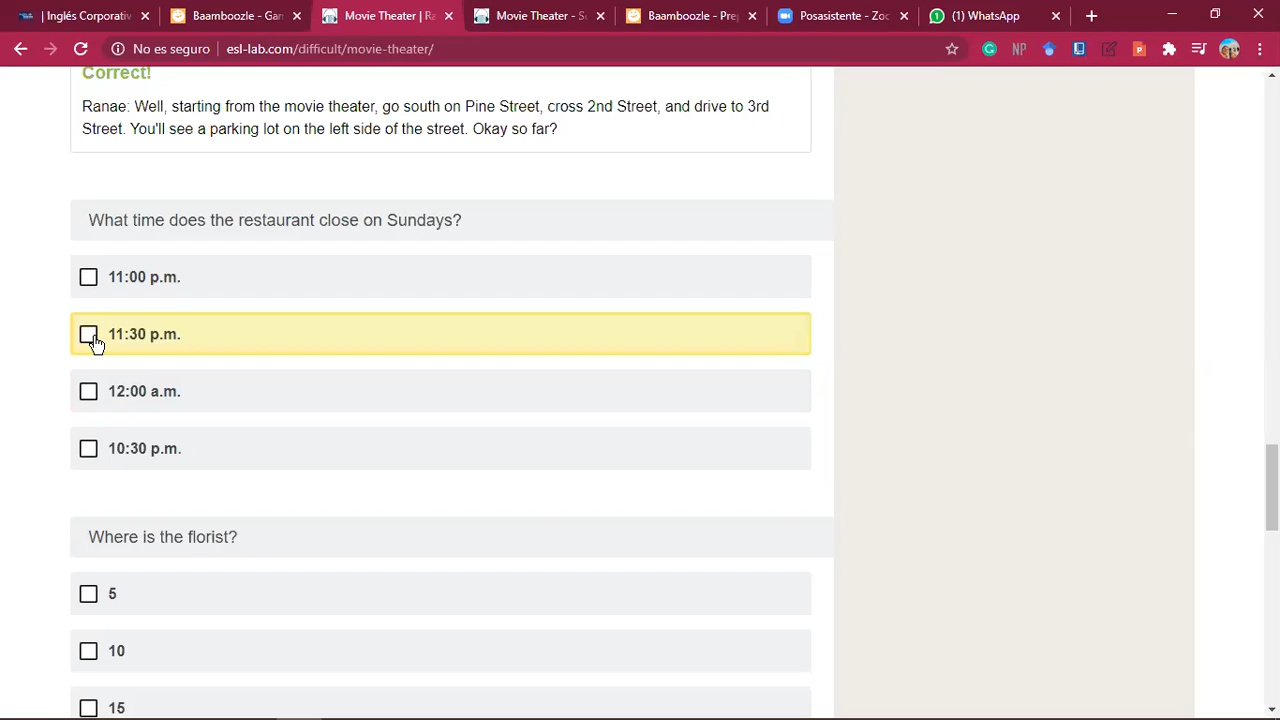 | Inglés Corporativ
Baamboozle - Gam
Movie Theater | Ra
Movie Theater - S
Baamboozle - Pre
Posasistente - Zoo
(1) WhatsApp
No es seguro
esl-lab.com/difficult/movie-theater/
NP
Correct!
Ranae: Well, starting from the movie theater, go south on Pine Street, cross 2nd Street, and drive to 3rd
Street. You'll see a parking lot on the left side of the street. Okay so far?
What time does the restaurant close on Sundays?
11:00 p.m.
11:30 p.m.
12:00 a.m.
10:30 p.m.
Where is the florist?
5
10
15